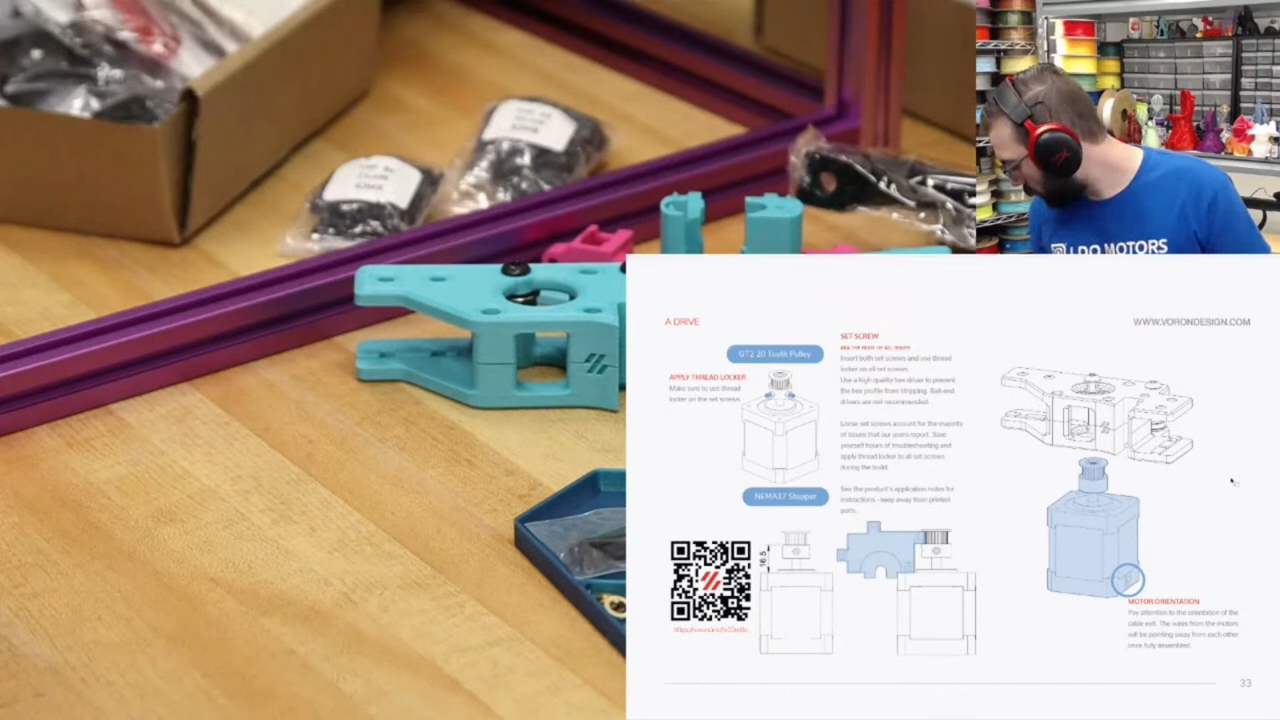 LDO MOTORS
A DRIVE
WWW.VORONDESIGN.COM
SET SCREW
AKA THE ROOT OF ALL ISSUES
Insert both set screws and use thread
locker on all set screws.
Use a high quality hex driver to prevent
the hex profile from stripping. Ball-end
drivers are not recommended.
Loose set screws account for the majority
of issues that our users report. Save
yourself hours of troubleshooting and
apply thread locker to all set screws
during the build.
See the product's application notes for
instructions - keep away from printed
parts.
GT2 20 Tooth Pulley
APPLY THREAD LOCKER
Make sure to use thread
locker on the set screws.
NEMA17 Stepper
16.5
MOTOR ORIENTATION
Pay attention to the orientation of the
cable exit. The wires from the motors
will be pointing away from each other
once fully assembled.
33